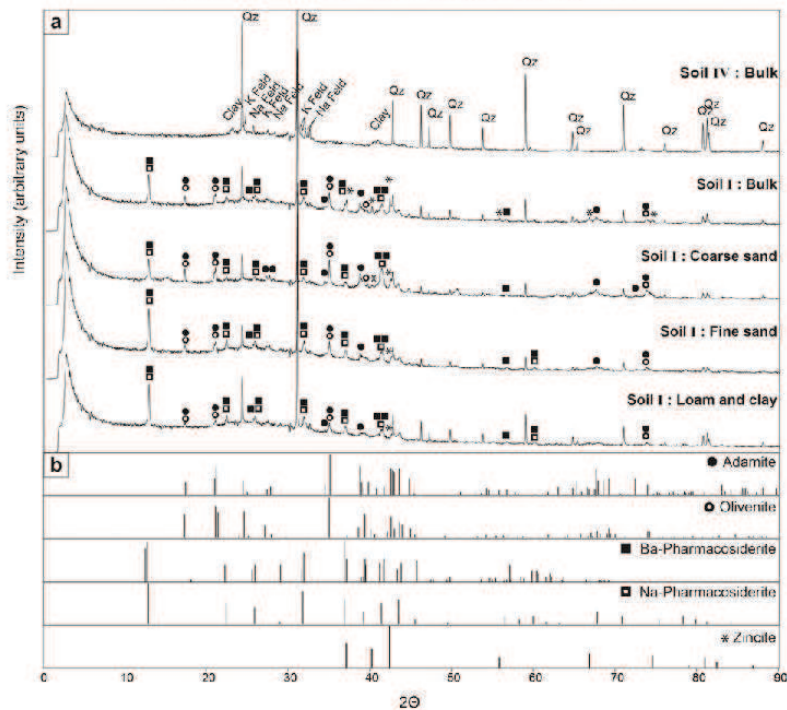 a
Qz
Qz
Clay
K Feld
Na Feld
K Feld
Na Feld
K Feld
Na Feld
Clay
Qz
Qz
Qz
Qz
Qz
Qz
Qz
Qz
Qz
Qz
Qz
Qz
Qz
Soil IV : Bulk
Soil I : Bulk
Soil I : Coarse sand
Soil I : Fine sand
Soil I : Loam and clay
Intensity (arbitrary units)
b
Adamite
Olivenite
Ba-Pharmacosiderite
Na-Pharmacosiderite
Zincile
0 10 20 30 40 50 60 70 80 90
2Θ